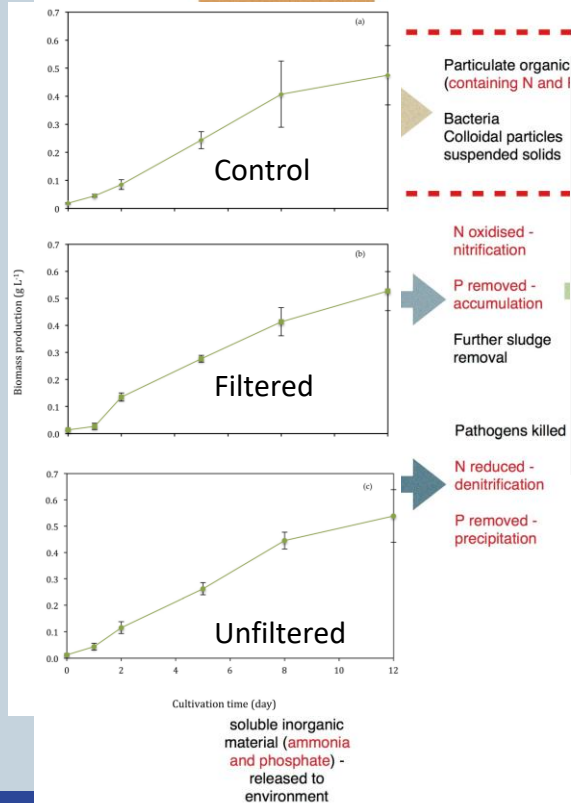 (a)
0.7
0.6
0.5
0.4
0.3
0.2
0.1
0
Control
(b)
0.7
0.6
0.5
0.4
0.3
0.2
0.1
0.0
Filtered
Biomass production (g L-1)
(c)
0.7
0.6
0.5
0.4
0.3
0.2
0.1
0.0
Unfiltered
0 2 4 6 8 10 12
Cultivation time (day)
soluble inorganic
material (ammonia
and phosphate) -
released to
environment
Particulate organic
(containing N and
Bacteria
Colloidal particles
suspended solids
N oxidised -
nitrification
P removed -
accumulation
Further sludge
removal
Pathogens killed
N reduced -
denitrification
P removed -
precipitation